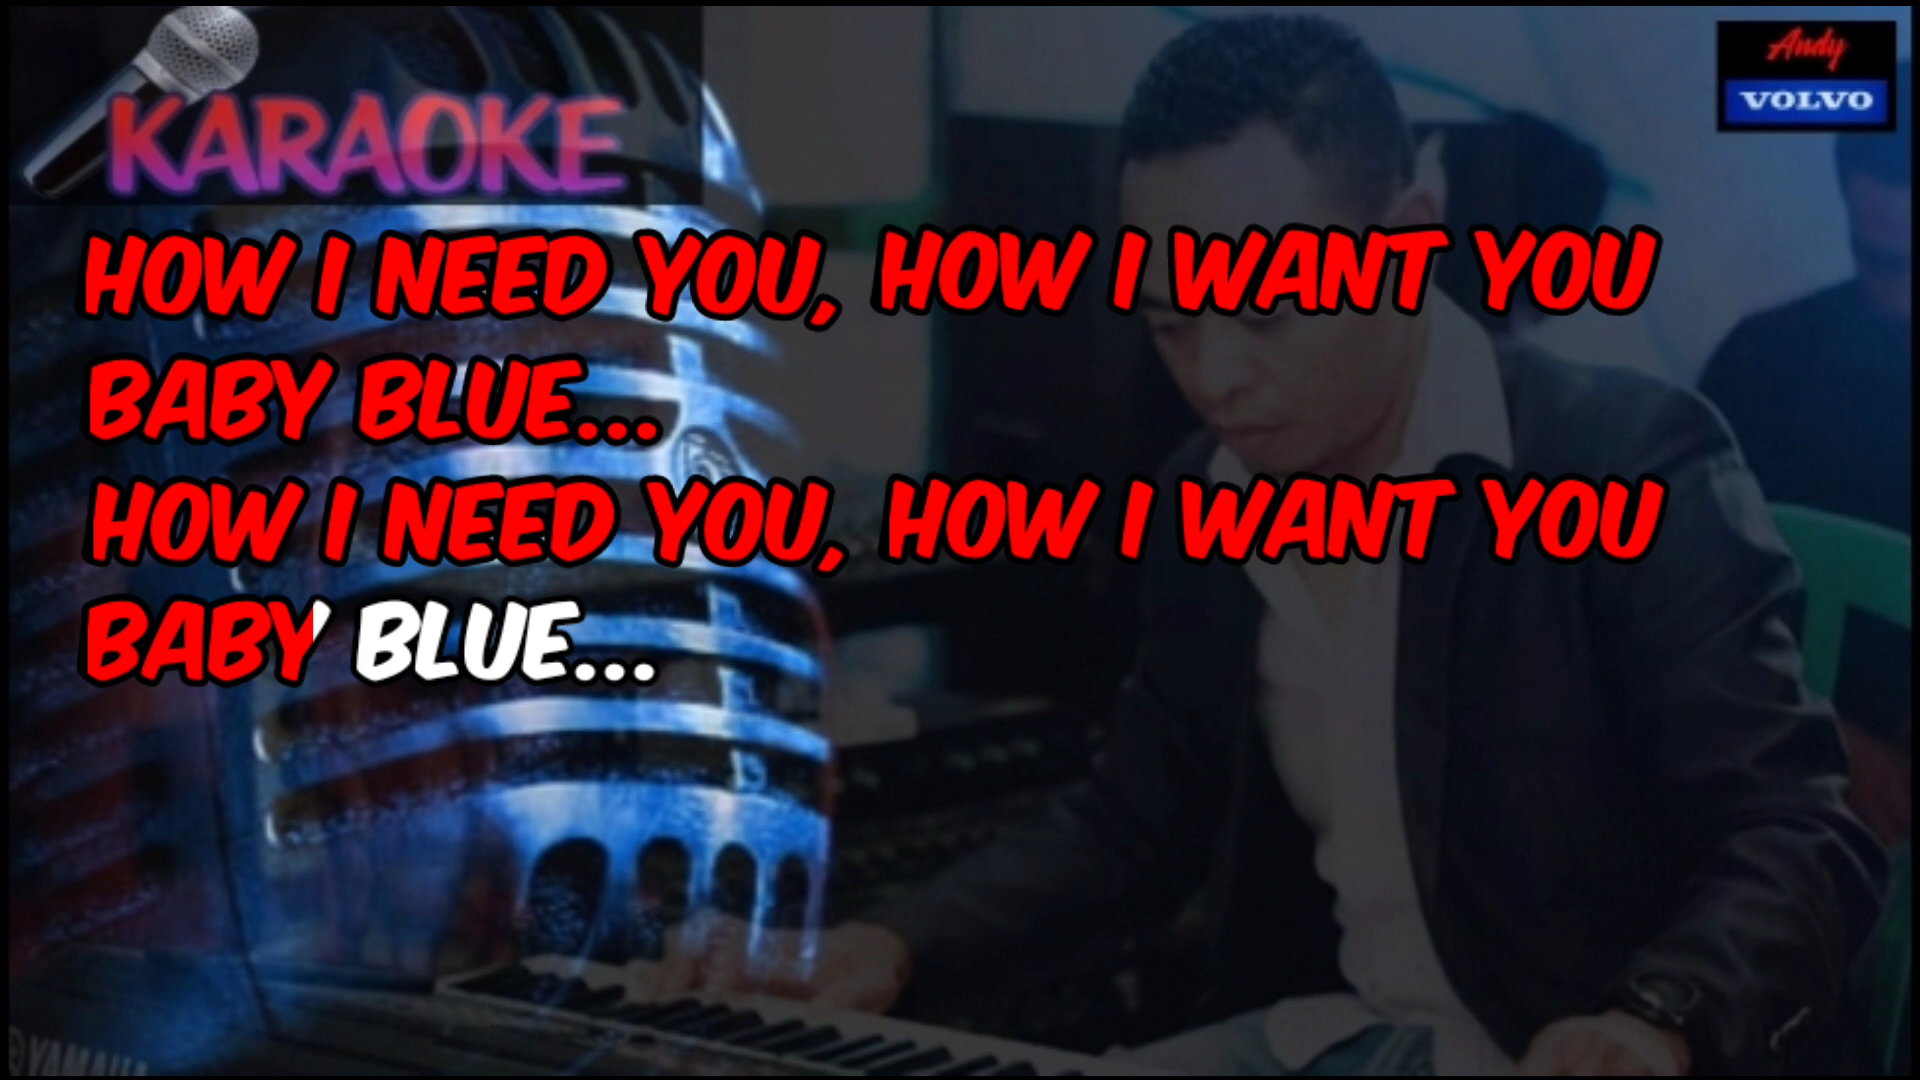 KARAOKE
Andy
VOLVO
HOW I NEED YOU, HOW I WANT YOU
BABY BLUE...
HOW I NEED YOU, HOW I WANT YOU
BABY BLUE...
YAMAHA